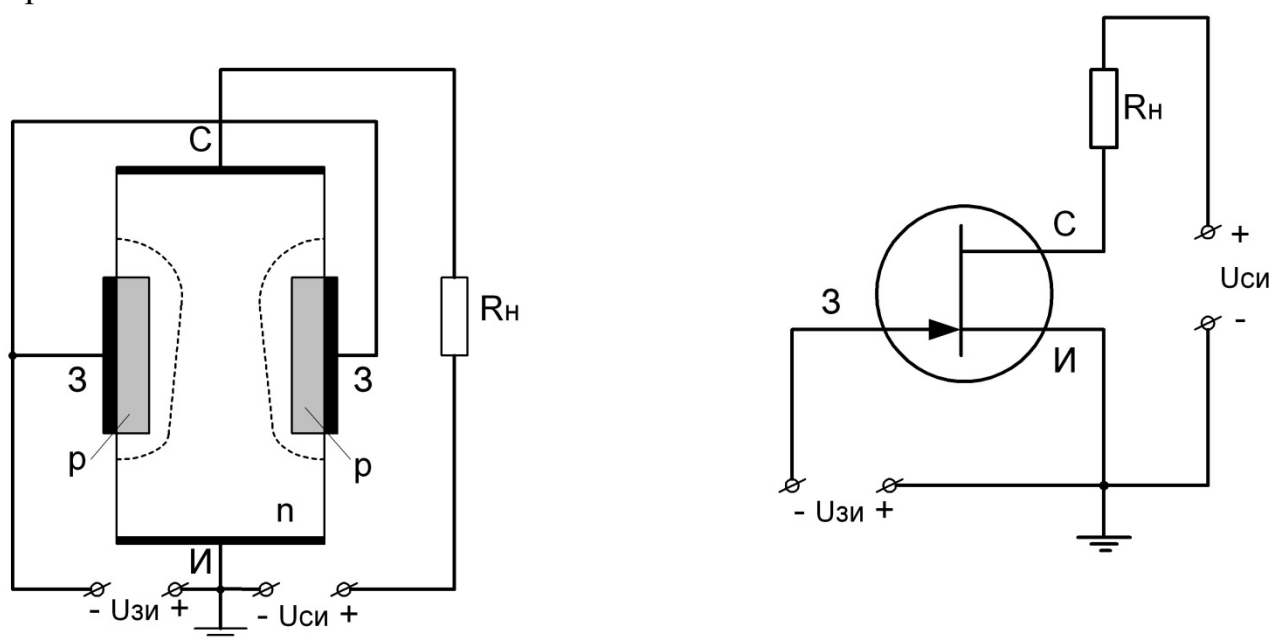 С
Rн
З
З
р
р
n
И
- Uзи +
- Uси +
Rн
С
+
Uси
-
З
И
- Uзи +